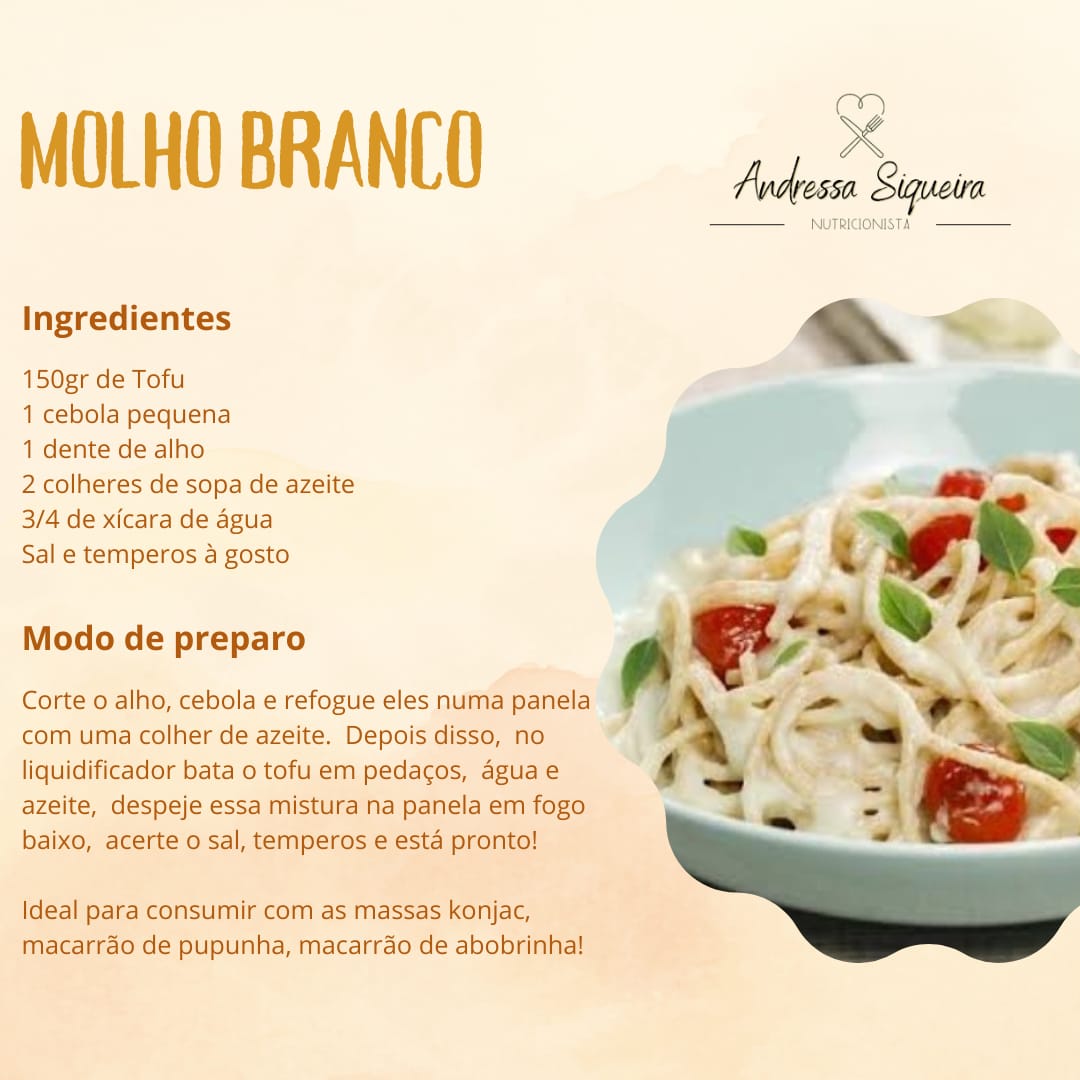 MOLHO BRANCO
Andressa Siqueira
NUTRICIONISTA
Ingredientes
150gr de Tofu
1 cebola pequena
1 dente de alho
2 colheres de sopa de azeite
3/4 de xícara de água
Sal e temperos à gosto
Modo de preparo
Corte o alho, cebola e refogue eles numa panela
com uma colher de azeite.  Depois disso,  no
liquidificador bata o tofu em pedaços,  água e
azeite,  despeje essa mistura na panela em fogo
baixo,  acerte o sal, temperos e está pronto!
Ideal para consumir com as massas konjac,
macarrão de pupunha, macarrão de abobrinha!